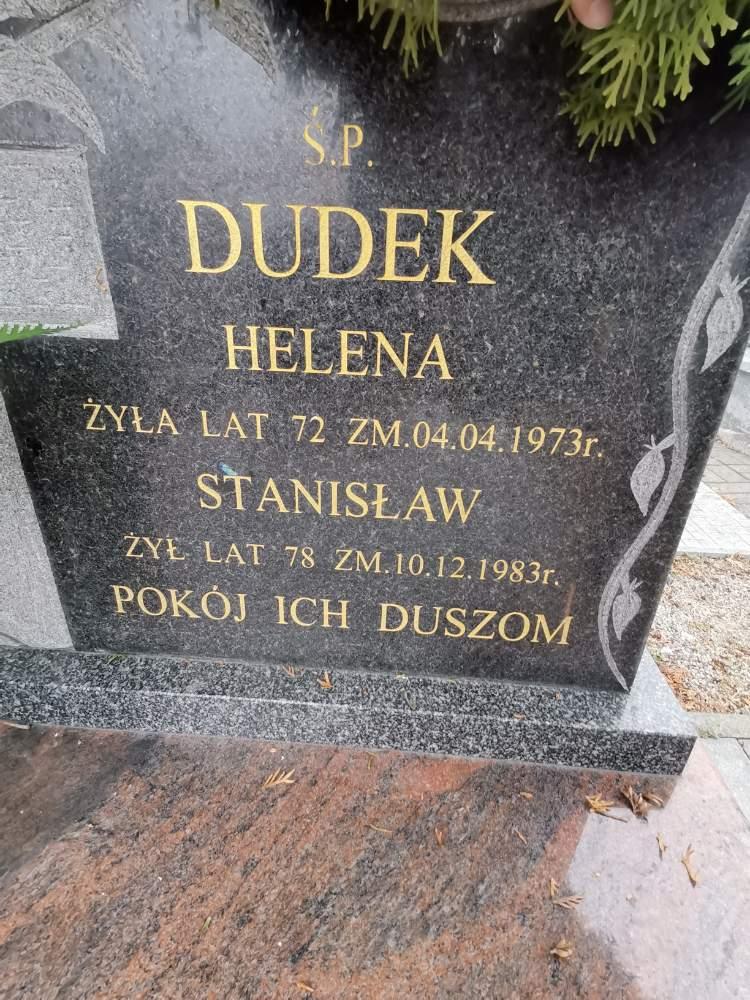 Ś.P.
DUDEK
HELENA
ŻYŁA LAT 72 ZM.04.04.1973r.
STANISŁAW
ŻYŁ LAT 78 ZM.10.12.1983r.
POKÓJ ICH DUSZOM